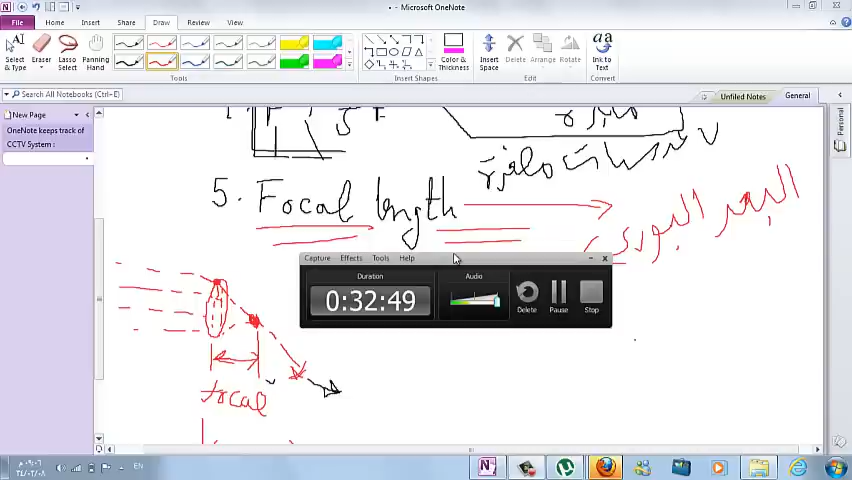 - Microsoft OneNote
File Home Insert Share Draw Review View
Select & Type Eraser Lasso Select Panning Hand Color & Thickness Insert Space Delete Arrange Rotate Ink to Text
Tools Insert Shapes Edit Convert
Search All Notebooks (Ctrl+E) Unfiled Notes General
New Page
OneNote keeps track of
CCTV System :
Personal
5. Focal length
البعد البورى
Capture Effects Tools Help
Duration Audio
0:32:49 Delete Pause Stop
focal
EN